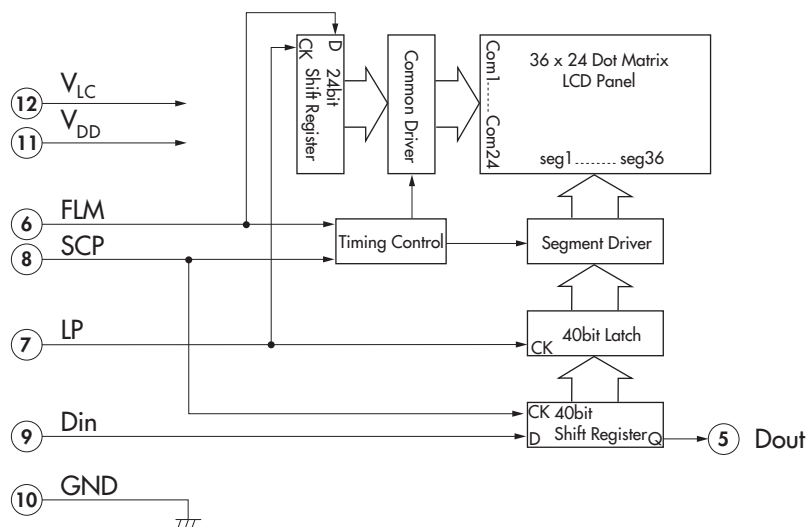 D
CK
24bit
Shift Register
Common Driver
Com1........Com24
36 x 24 Dot Matrix
LCD Panel
seg1........ seg36
12 VLC
11 VDD
6 FLM
Timing Control
Segment Driver
8 SCP
7 LP
40bit Latch
CK
CK 40bit
D Shift Register Q
9 Din
5 Dout
10 GND